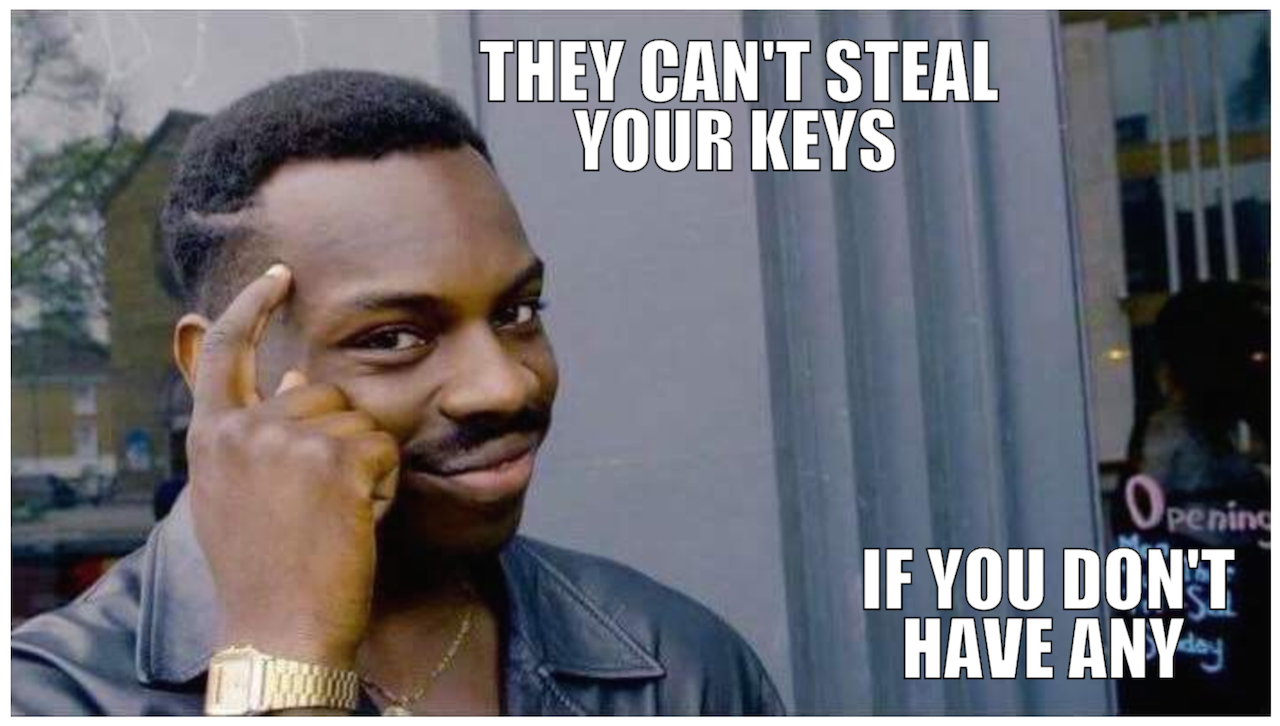 THEY CAN'T STEAL
YOUR KEYS
IF YOU DON'T
HAVE ANY
Opening